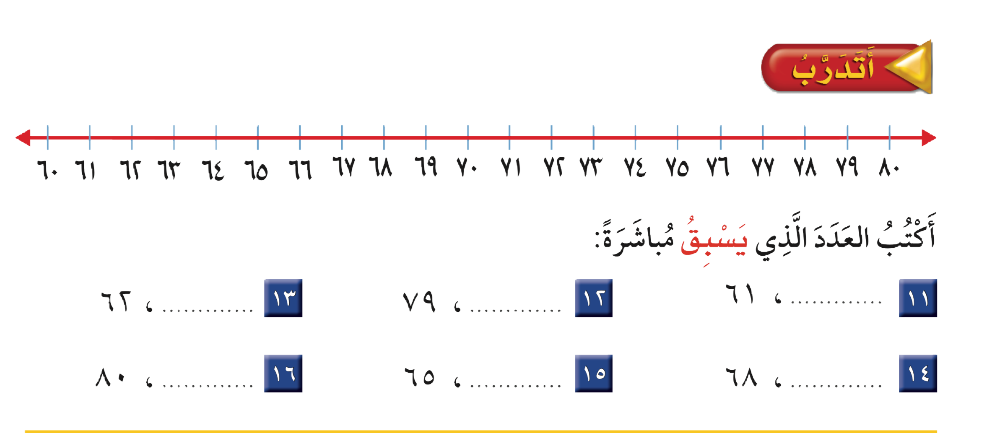 أَتَدَرَّبُ
٦٠ ٦١ ٦٢ ٦٣ ٦٤ ٦٥ ٦٦ ٦٧ ٦٨ ٦٩ ٧٠ ٧١ ٧٢ ٧٣ ٧٤ ٧٥ ٧٦ ٧٧ ٧٨ ٧٩ ٨٠
أَكْتُبُ العَدَدَ الَّذِي يَسْبِقُ مُباشَرَةً:
١١ ............. ، ٦١ ١٢ ............. ، ٧٩ ١٣ ............. ، ٦٢
١٤ ............. ، ٦٨ ١٥ ............. ، ٦٥ ١٦ ............. ، ٨٠